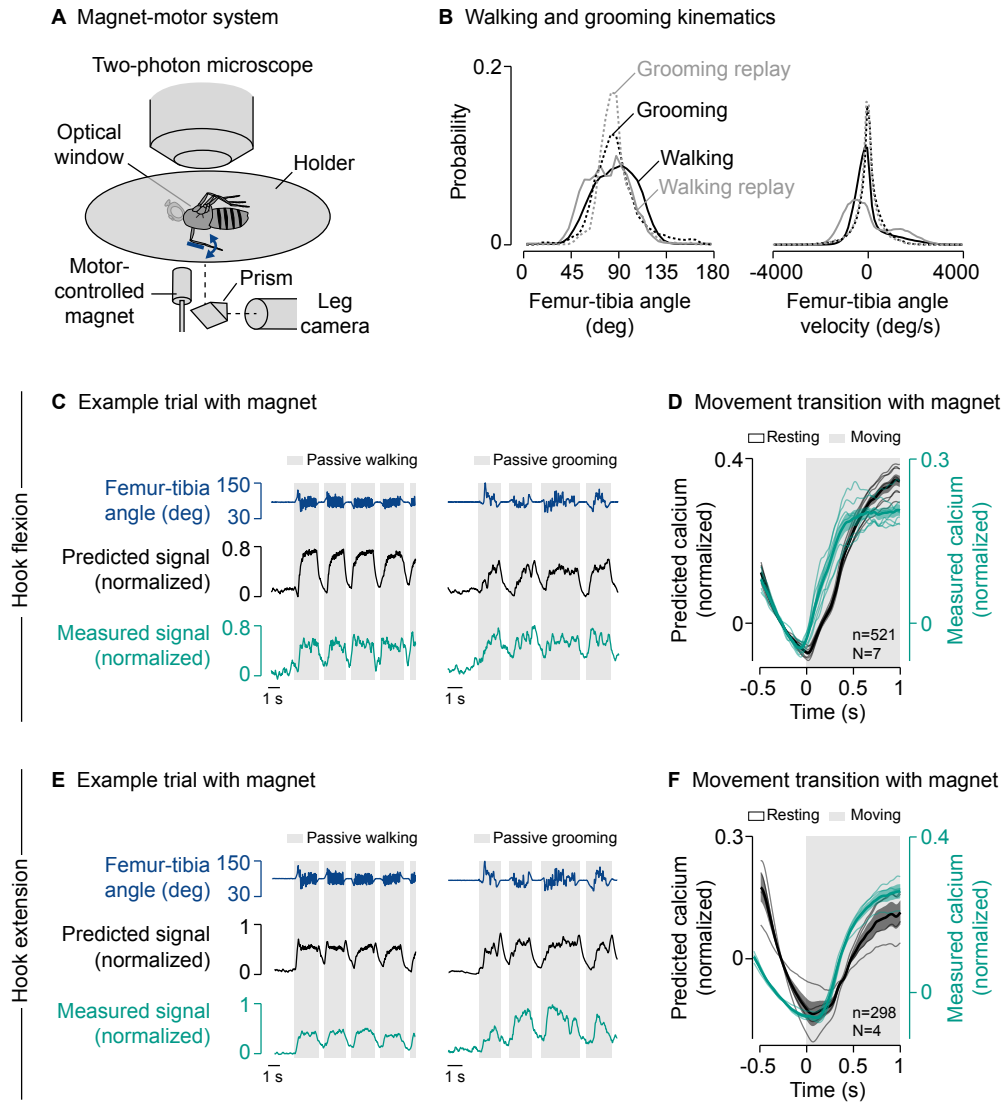 A Magnet-motor system
Two-photon microscope
Optical
window
Holder
Motor-
controlled
magnet
Prism
Leg
camera
B Walking and grooming kinematics
Probability
0.2
0
Grooming replay
Grooming
Walking
Walking replay
0 45 90 135 180
Femur-tibia angle
(deg)
-4000 0 4000
Femur-tibia angle
velocity (deg/s)
Hook flexion
C Example trial with magnet
Passive walking
Passive grooming
Femur-tibia
angle (deg)
150
30
Predicted signal
(normalized)
0.8
0
Measured signal
(normalized)
0.8
0
1 s
1 s
D Movement transition with magnet
Resting Moving
Predicted calcium
(normalized)
0.4
0
0.3
0
Measured calcium
(normalized)
n=521
N=7
-0.5 0 0.5 1
Time (s)
Hook extension
E Example trial with magnet
Passive walking
Passive grooming
Femur-tibia
angle (deg)
150
30
Predicted signal
(normalized)
1
0
Measured signal
(normalized)
1
0
1 s
1 s
F Movement transition with magnet
Resting Moving
Predicted calcium
(normalized)
0.3
0
0.4
0
Measured calcium
(normalized)
n=298
N=4
-0.5 0 0.5 1
Time (s)